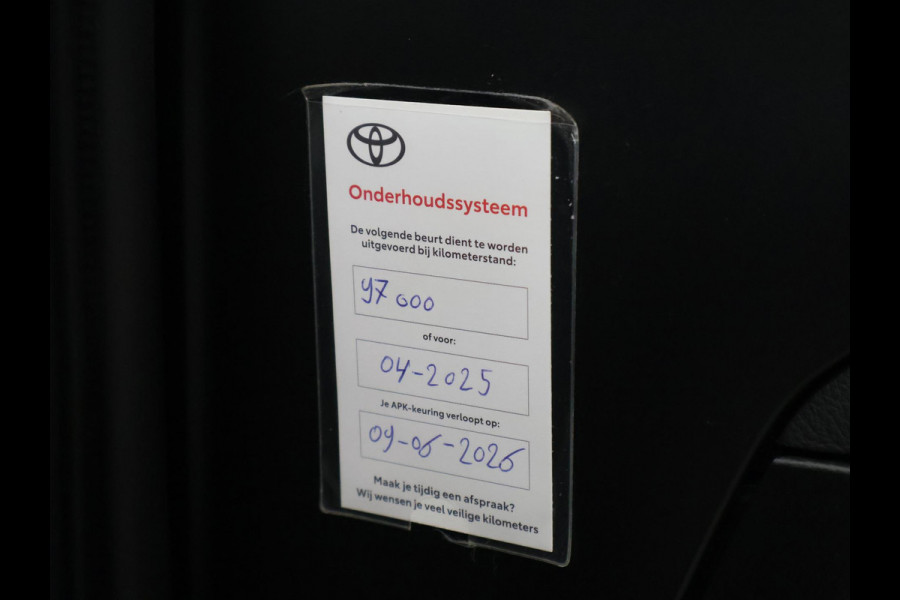 Onderhoudssysteem
De volgende beurt dient te worden
uitgevoerd bij kilometerstand:
97 000
of voor:
04-2025
Je APK-keuring verloopt op:
09-06-2026
Maak je tijdig een afspraak?
Wij wensen je veel veilige kilometers